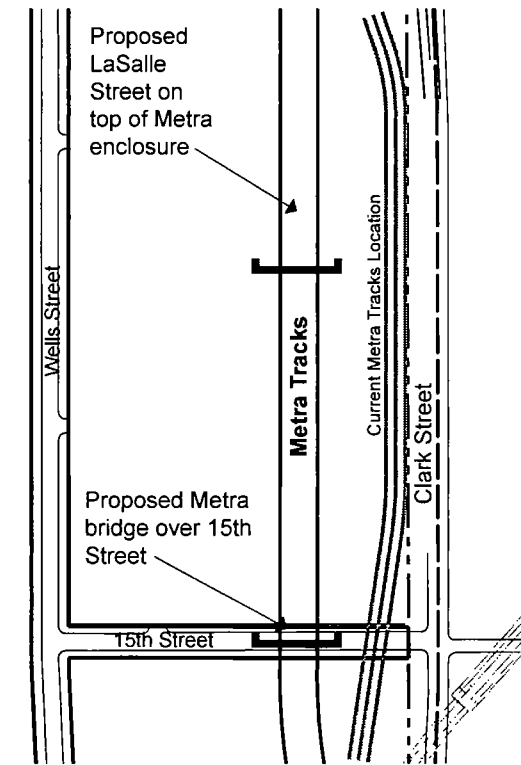 Proposed
LaSalle
Street on
top of Metra
enclosure
Wells Street
Metra Tracks
Current Metra Tracks Location
Clark Street
Proposed Metra
bridge over 15th
Street
15th Street